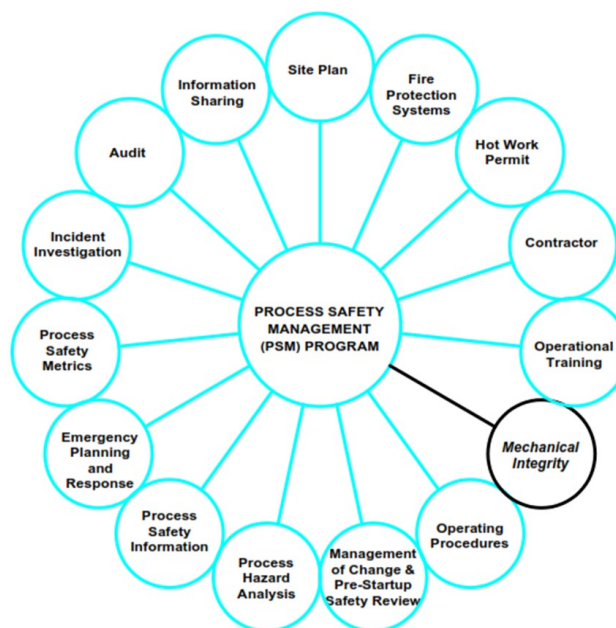 Site Plan
Fire
Protection
Systems
Hot Work
Permit
Contractor
Operational
Training
Mechanical
Integrity
Operating
Procedures
Management
of Change &
Pre-Startup
Safety Review
Process
Hazard
Analysis
Process
Safety
Information
Emergency
Planning
and
Response
Process
Safety
Metrics
Incident
Investigation
Audit
Information
Sharing
PROCESS SAFETY
MANAGEMENT
(PSM) PROGRAM